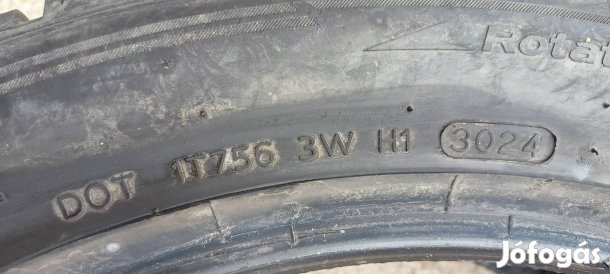 Rotat
DOT 1T756 3W H1 3024
Jófogás